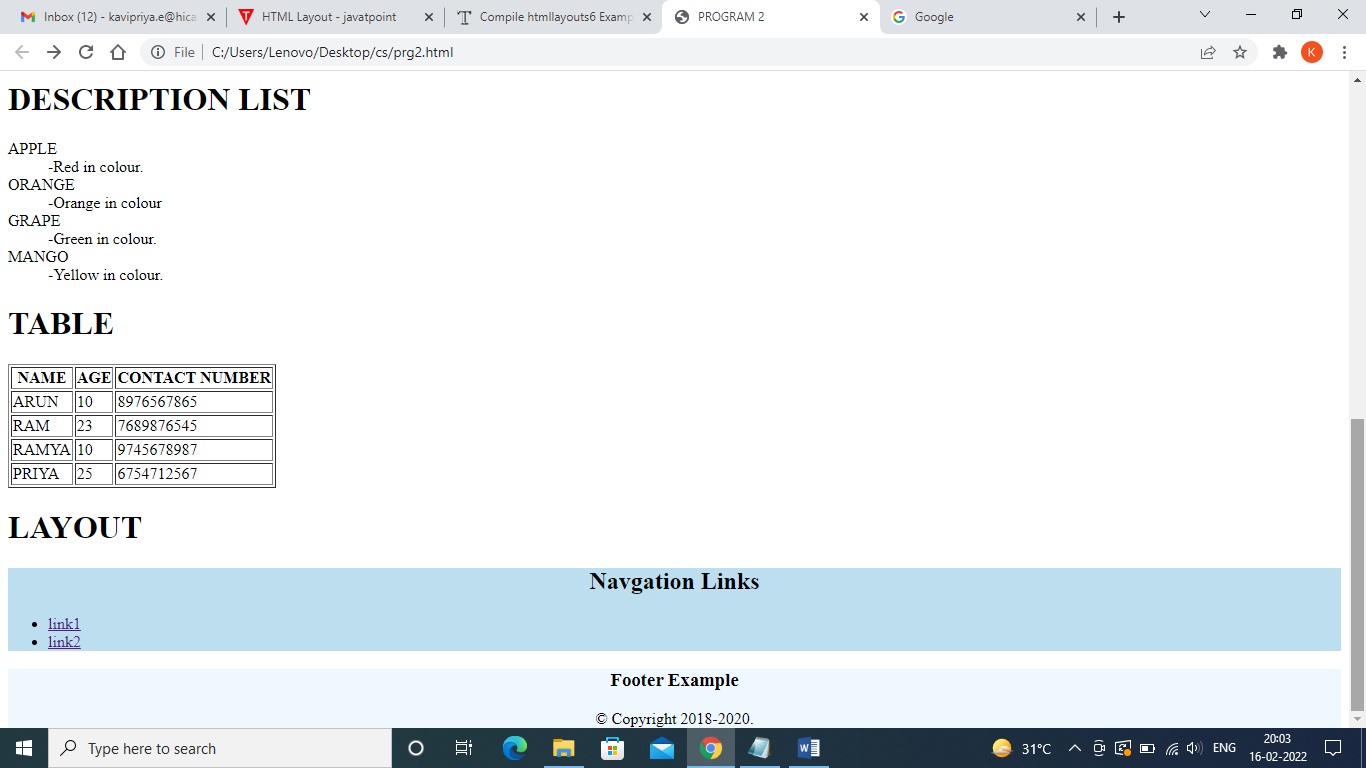 Inbox (12) - kavipriya.e@hica
HTML Layout - javatpoint
Compile htmllayouts6 Examp
PROGRAM 2
Google
File
C:/Users/Lenovo/Desktop/cs/prg2.html
K
DESCRIPTION LIST
APPLE
-Red in colour.
ORANGE
-Orange in colour
GRAPE
-Green in colour.
MANGO
-Yellow in colour.
TABLE
NAME AGE CONTACT NUMBER
ARUN 10 8976567865
RAM 23 7689876545
RAMYA 10 9745678987
PRIYA 25 6754712567
LAYOUT
Navgation Links
• link1
• link2
Footer Example
© Copyright 2018-2020.
Type here to search
31°C
ENG
20:03
16-02-2022